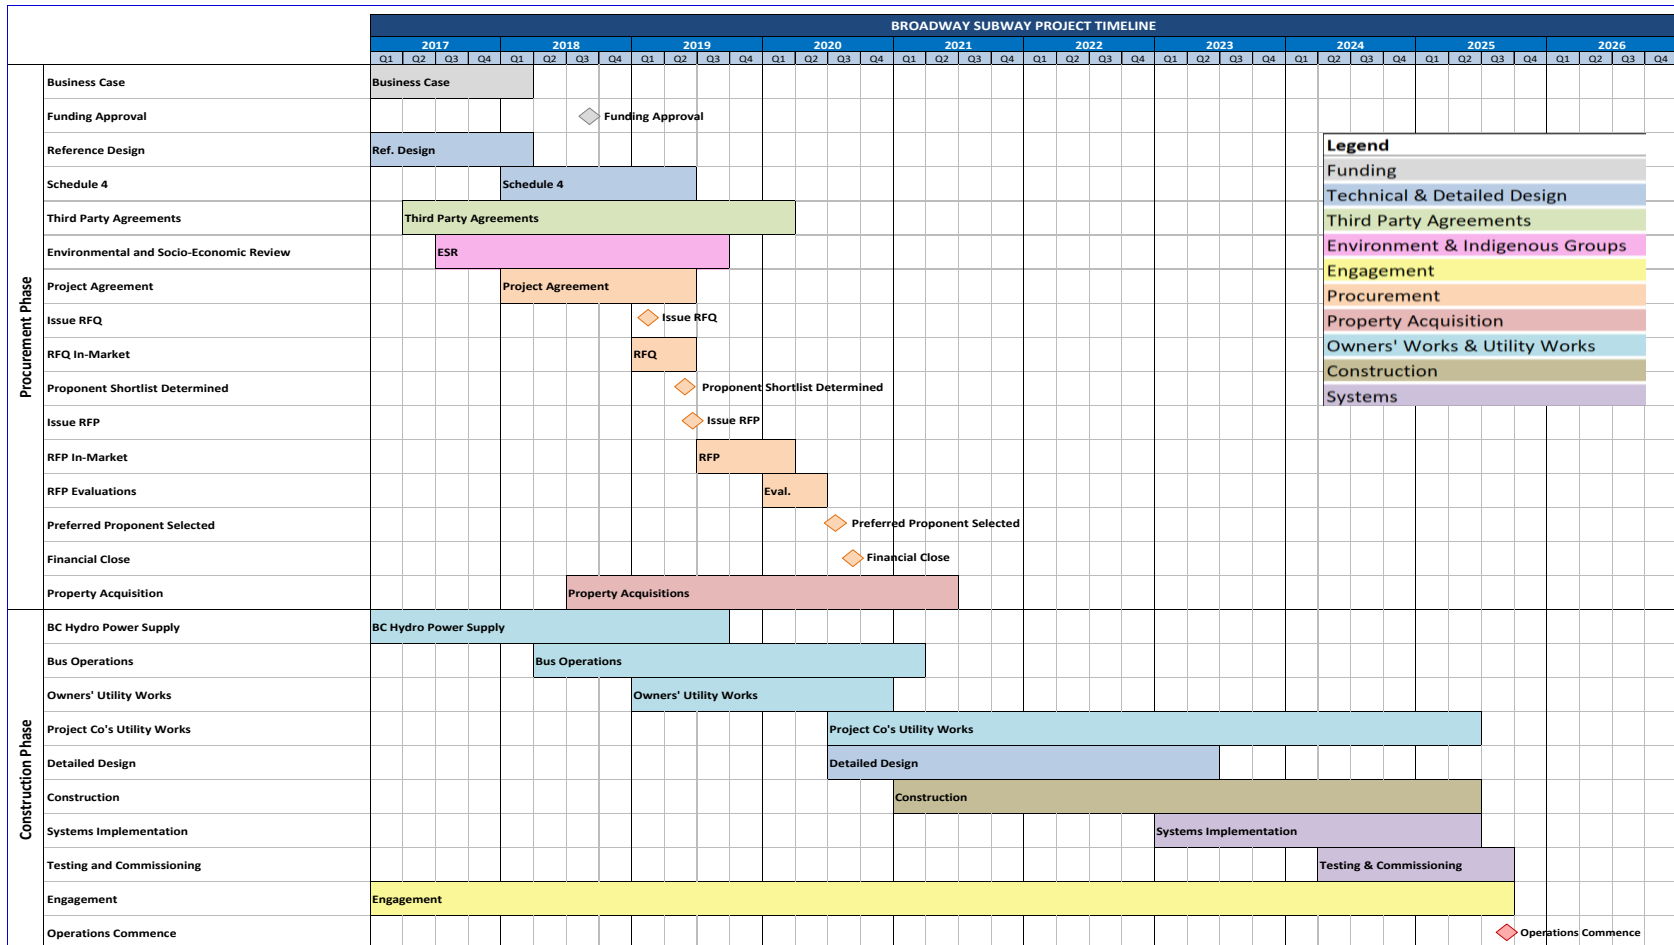 BROADWAY SUBWAY PROJECT TIMELINE
2017 2018 2019 2020 2021 2022 2023 2024 2025 2026
Q1 Q2 Q3 Q4 Q1 Q2 Q3 Q4 Q1 Q2 Q3 Q4 Q1 Q2 Q3 Q4 Q1 Q2 Q3 Q4 Q1 Q2 Q3 Q4 Q1 Q2 Q3 Q4 Q1 Q2 Q3 Q4 Q1 Q2 Q3 Q4 Q1 Q2 Q3 Q4
Procurement Phase
Business Case Business Case
Funding Approval Funding Approval
Reference Design Ref. Design
Schedule 4 Schedule 4
Third Party Agreements Third Party Agreements
Environmental and Socio-Economic Review ESR
Project Agreement Project Agreement
Issue RFQ Issue RFQ
RFQ In-Market RFQ
Proponent Shortlist Determined Proponent Shortlist Determined
Issue RFP Issue RFP
RFP In-Market RFP
RFP Evaluations Eval.
Preferred Proponent Selected Preferred Proponent Selected
Financial Close Financial Close
Property Acquisition Property Acquisitions
Legend
Funding
Technical & Detailed Design
Third Party Agreements
Environment & Indigenous Groups
Engagement
Procurement
Property Acquisition
Owners' Works & Utility Works
Construction
Systems
Construction Phase
BC Hydro Power Supply BC Hydro Power Supply
Bus Operations Bus Operations
Owners' Utility Works Owners' Utility Works
Project Co's Utility Works Project Co's Utility Works
Detailed Design Detailed Design
Construction Construction
Systems Implementation Systems Implementation
Testing and Commissioning Testing & Commissioning
Engagement Engagement
Operations Commence Operations Commence